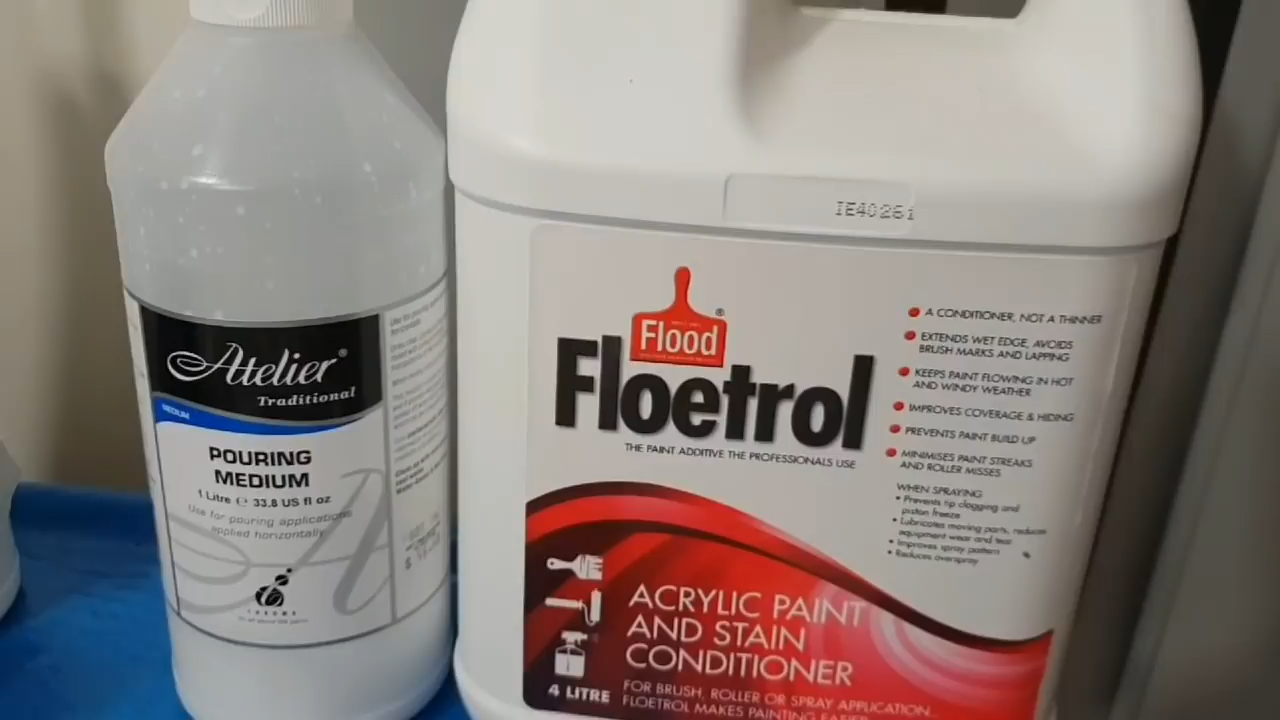 Atelier®
Traditional
MEDIUM
POURING
MEDIUM
1 Litre ℮ 33.8 US fl oz
Use for pouring applications
applied horizontally
IE40261
Flood®
Floetrol
THE PAINT ADDITIVE THE PROFESSIONALS USE
A CONDITIONER, NOT A THINNER
EXTENDS WET EDGE, AVOIDS
BRUSH MARKS AND LAPPING
KEEPS PAINT FLOWING IN HOT
AND WINDY WEATHER
IMPROVES COVERAGE & HIDING
PREVENTS PAINT BUILD UP
MINIMISES PAINT STREAKS
AND ROLLER MISSES
WHEN SPRAYING
• Prevents tip clogging and
piston freeze
• Lubricates moving parts, reduces
equipment wear and tear
• Improves spray pattern
• Reduces overspray
ACRYLIC PAINT
AND STAIN
CONDITIONER
4 LITRE
FOR BRUSH, ROLLER OR SPRAY APPLICATION.
FLOETROL MAKES PAINTING EASIER